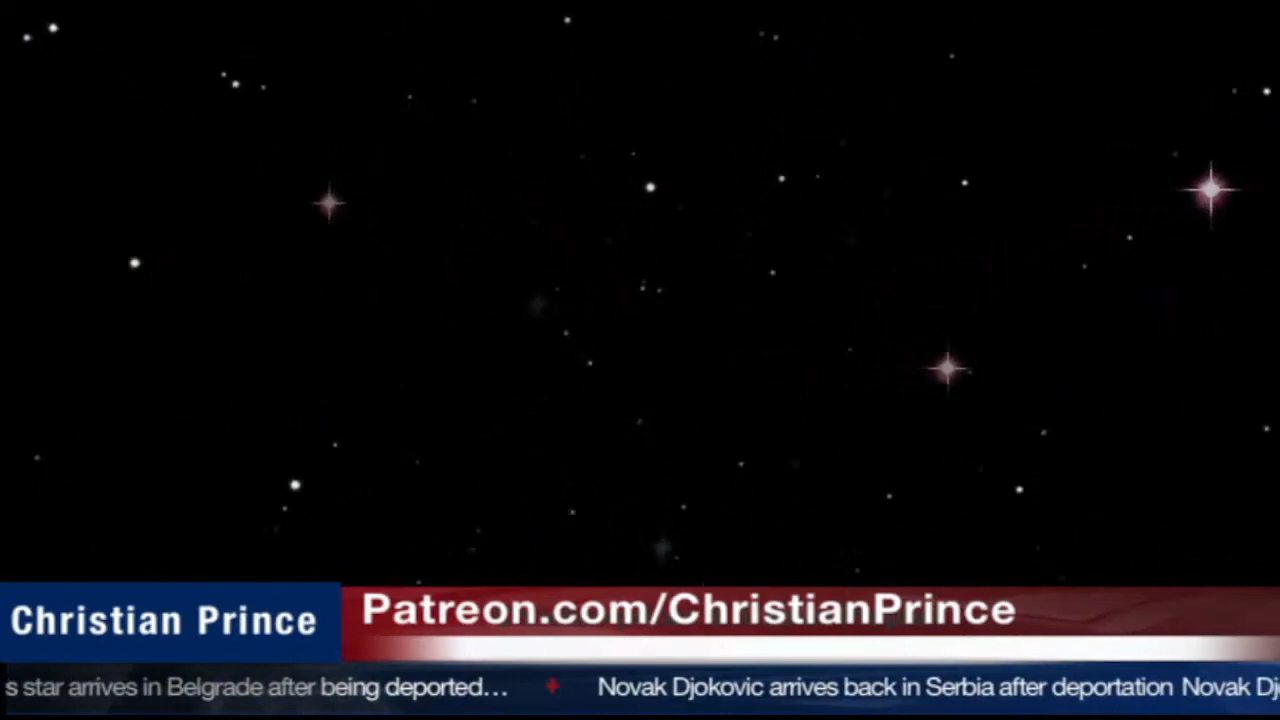 Christian Prince
Patreon.com/ChristianPrince
s star arrives in Belgrade after being deported... Novak Djokovic arrives back in Serbia after deportation Novak Dj